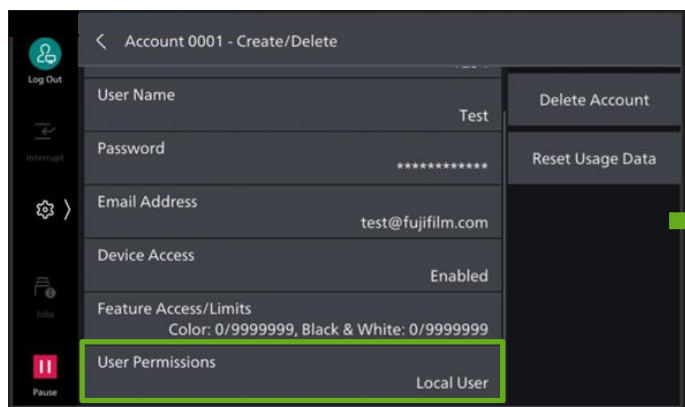 Account 0001 - Create/Delete
Log Out
User Name
Test
Delete Account
Interrupt
Password
************
Reset Usage Data
Email Address
test@fujifilm.com
Device Access
Enabled
Jobs
Feature Access/Limits
Color: 0/9999999, Black & White: 0/9999999
User Permissions
Local User
Pause